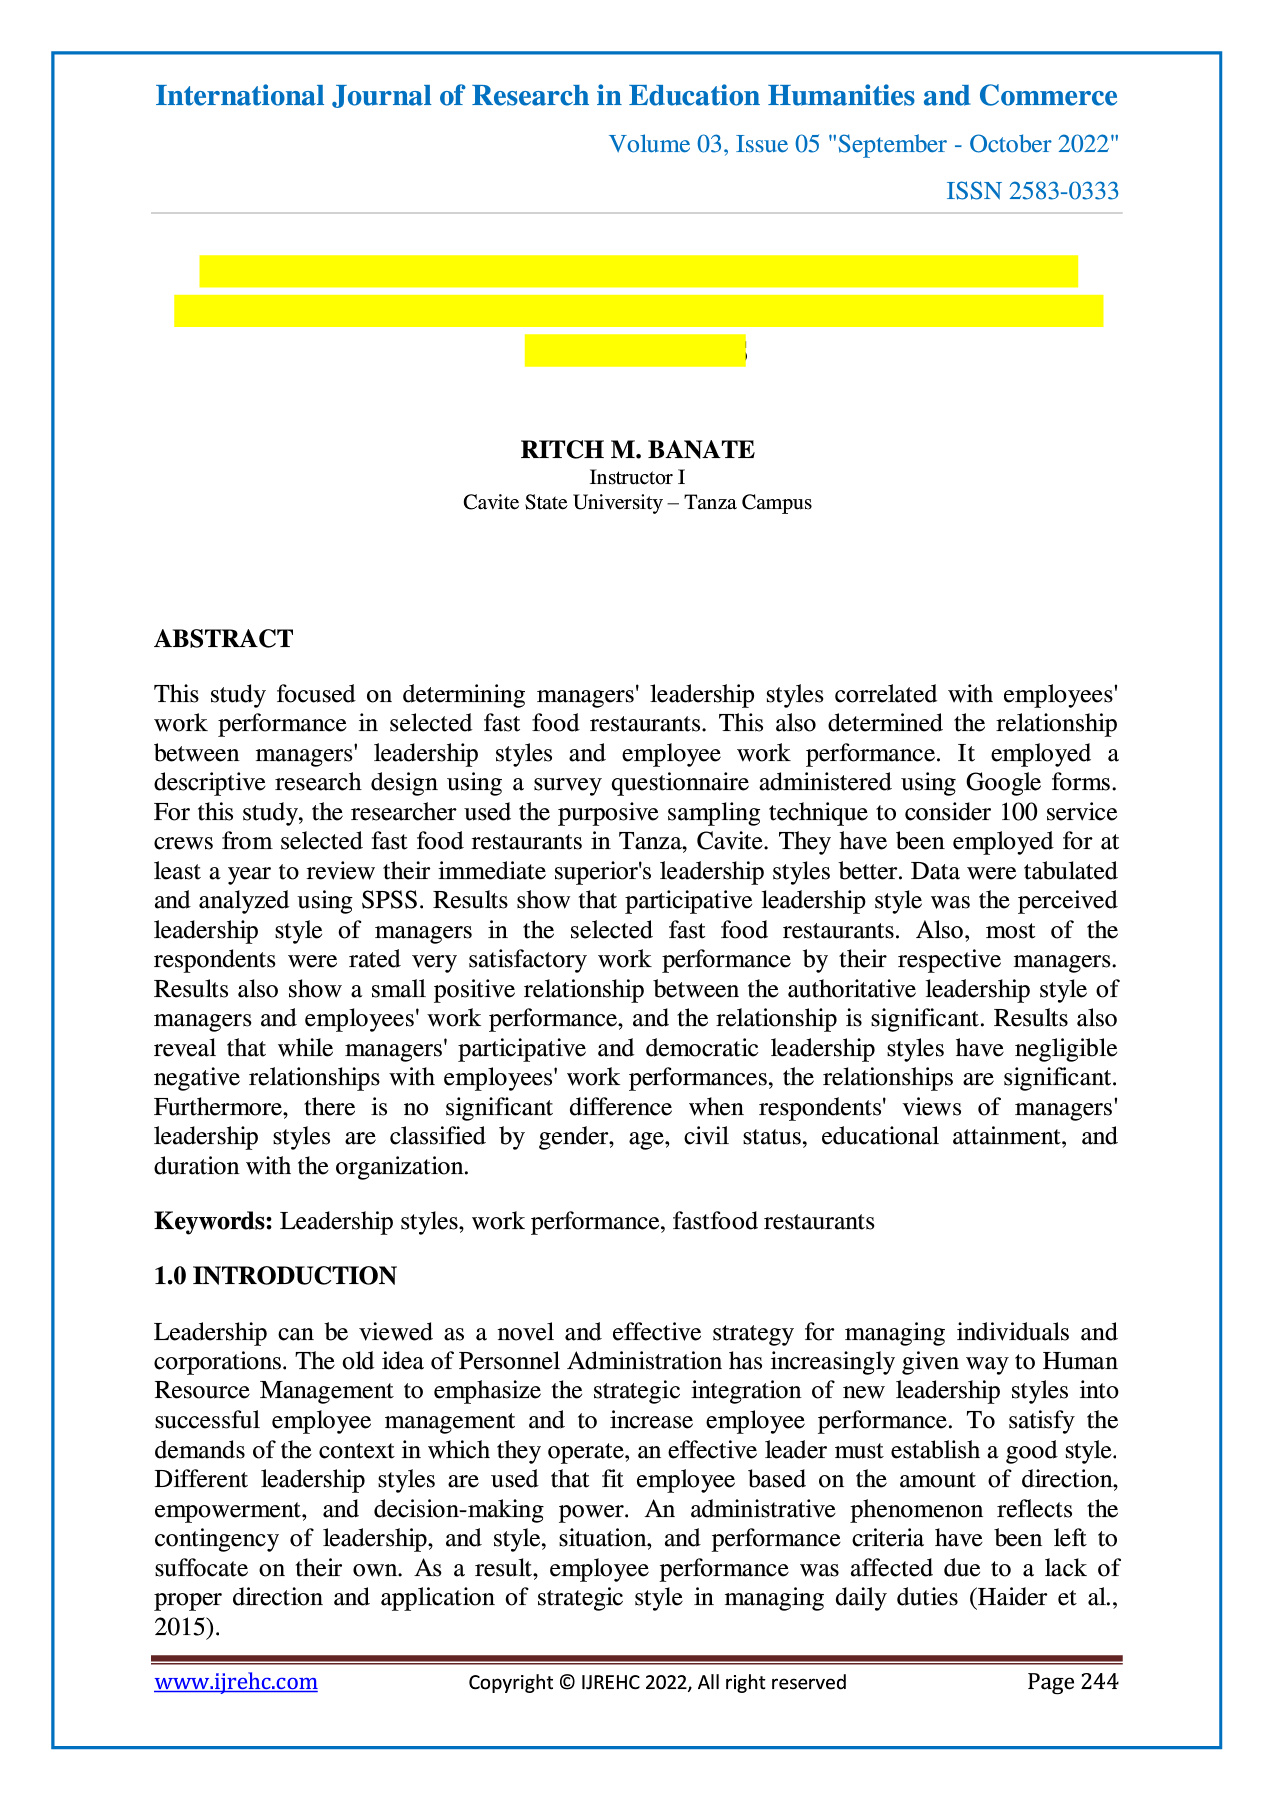 International Journal of Research in Education Humanities and Commerce
Volume 03, Issue 05 "September - October 2022"
ISSN 2583-0333
RITCH M. BANATE
Instructor I
Cavite State University – Tanza Campus
ABSTRACT
This study focused on determining managers' leadership styles correlated with employees'
work performance in selected fast food restaurants. This also determined the relationship
between managers' leadership styles and employee work performance. It employed a
descriptive research design using a survey questionnaire administered using Google forms.
For this study, the researcher used the purposive sampling technique to consider 100 service
crews from selected fast food restaurants in Tanza, Cavite. They have been employed for at
least a year to review their immediate superior's leadership styles better. Data were tabulated
and analyzed using SPSS. Results show that participative leadership style was the perceived
leadership style of managers in the selected fast food restaurants. Also, most of the
respondents were rated very satisfactory work performance by their respective managers.
Results also show a small positive relationship between the authoritative leadership style of
managers and employees' work performance, and the relationship is significant. Results also
reveal that while managers' participative and democratic leadership styles have negligible
negative relationships with employees' work performances, the relationships are significant.
Furthermore, there is no significant difference when respondents' views of managers'
leadership styles are classified by gender, age, civil status, educational attainment, and
duration with the organization.
Keywords: Leadership styles, work performance, fastfood restaurants
1.0 INTRODUCTION
Leadership can be viewed as a novel and effective strategy for managing individuals and
corporations. The old idea of Personnel Administration has increasingly given way to Human
Resource Management to emphasize the strategic integration of new leadership styles into
successful employee management and to increase employee performance. To satisfy the
demands of the context in which they operate, an effective leader must establish a good style.
Different leadership styles are used that fit employee based on the amount of direction,
empowerment, and decision-making power. An administrative phenomenon reflects the
contingency of leadership, and style, situation, and performance criteria have been left to
suffocate on their own. As a result, employee performance was affected due to a lack of
proper direction and application of strategic style in managing daily duties (Haider et al.,
2015).
www.ijrehc.com Copyright © IJREHC 2022, All right reserved Page 244